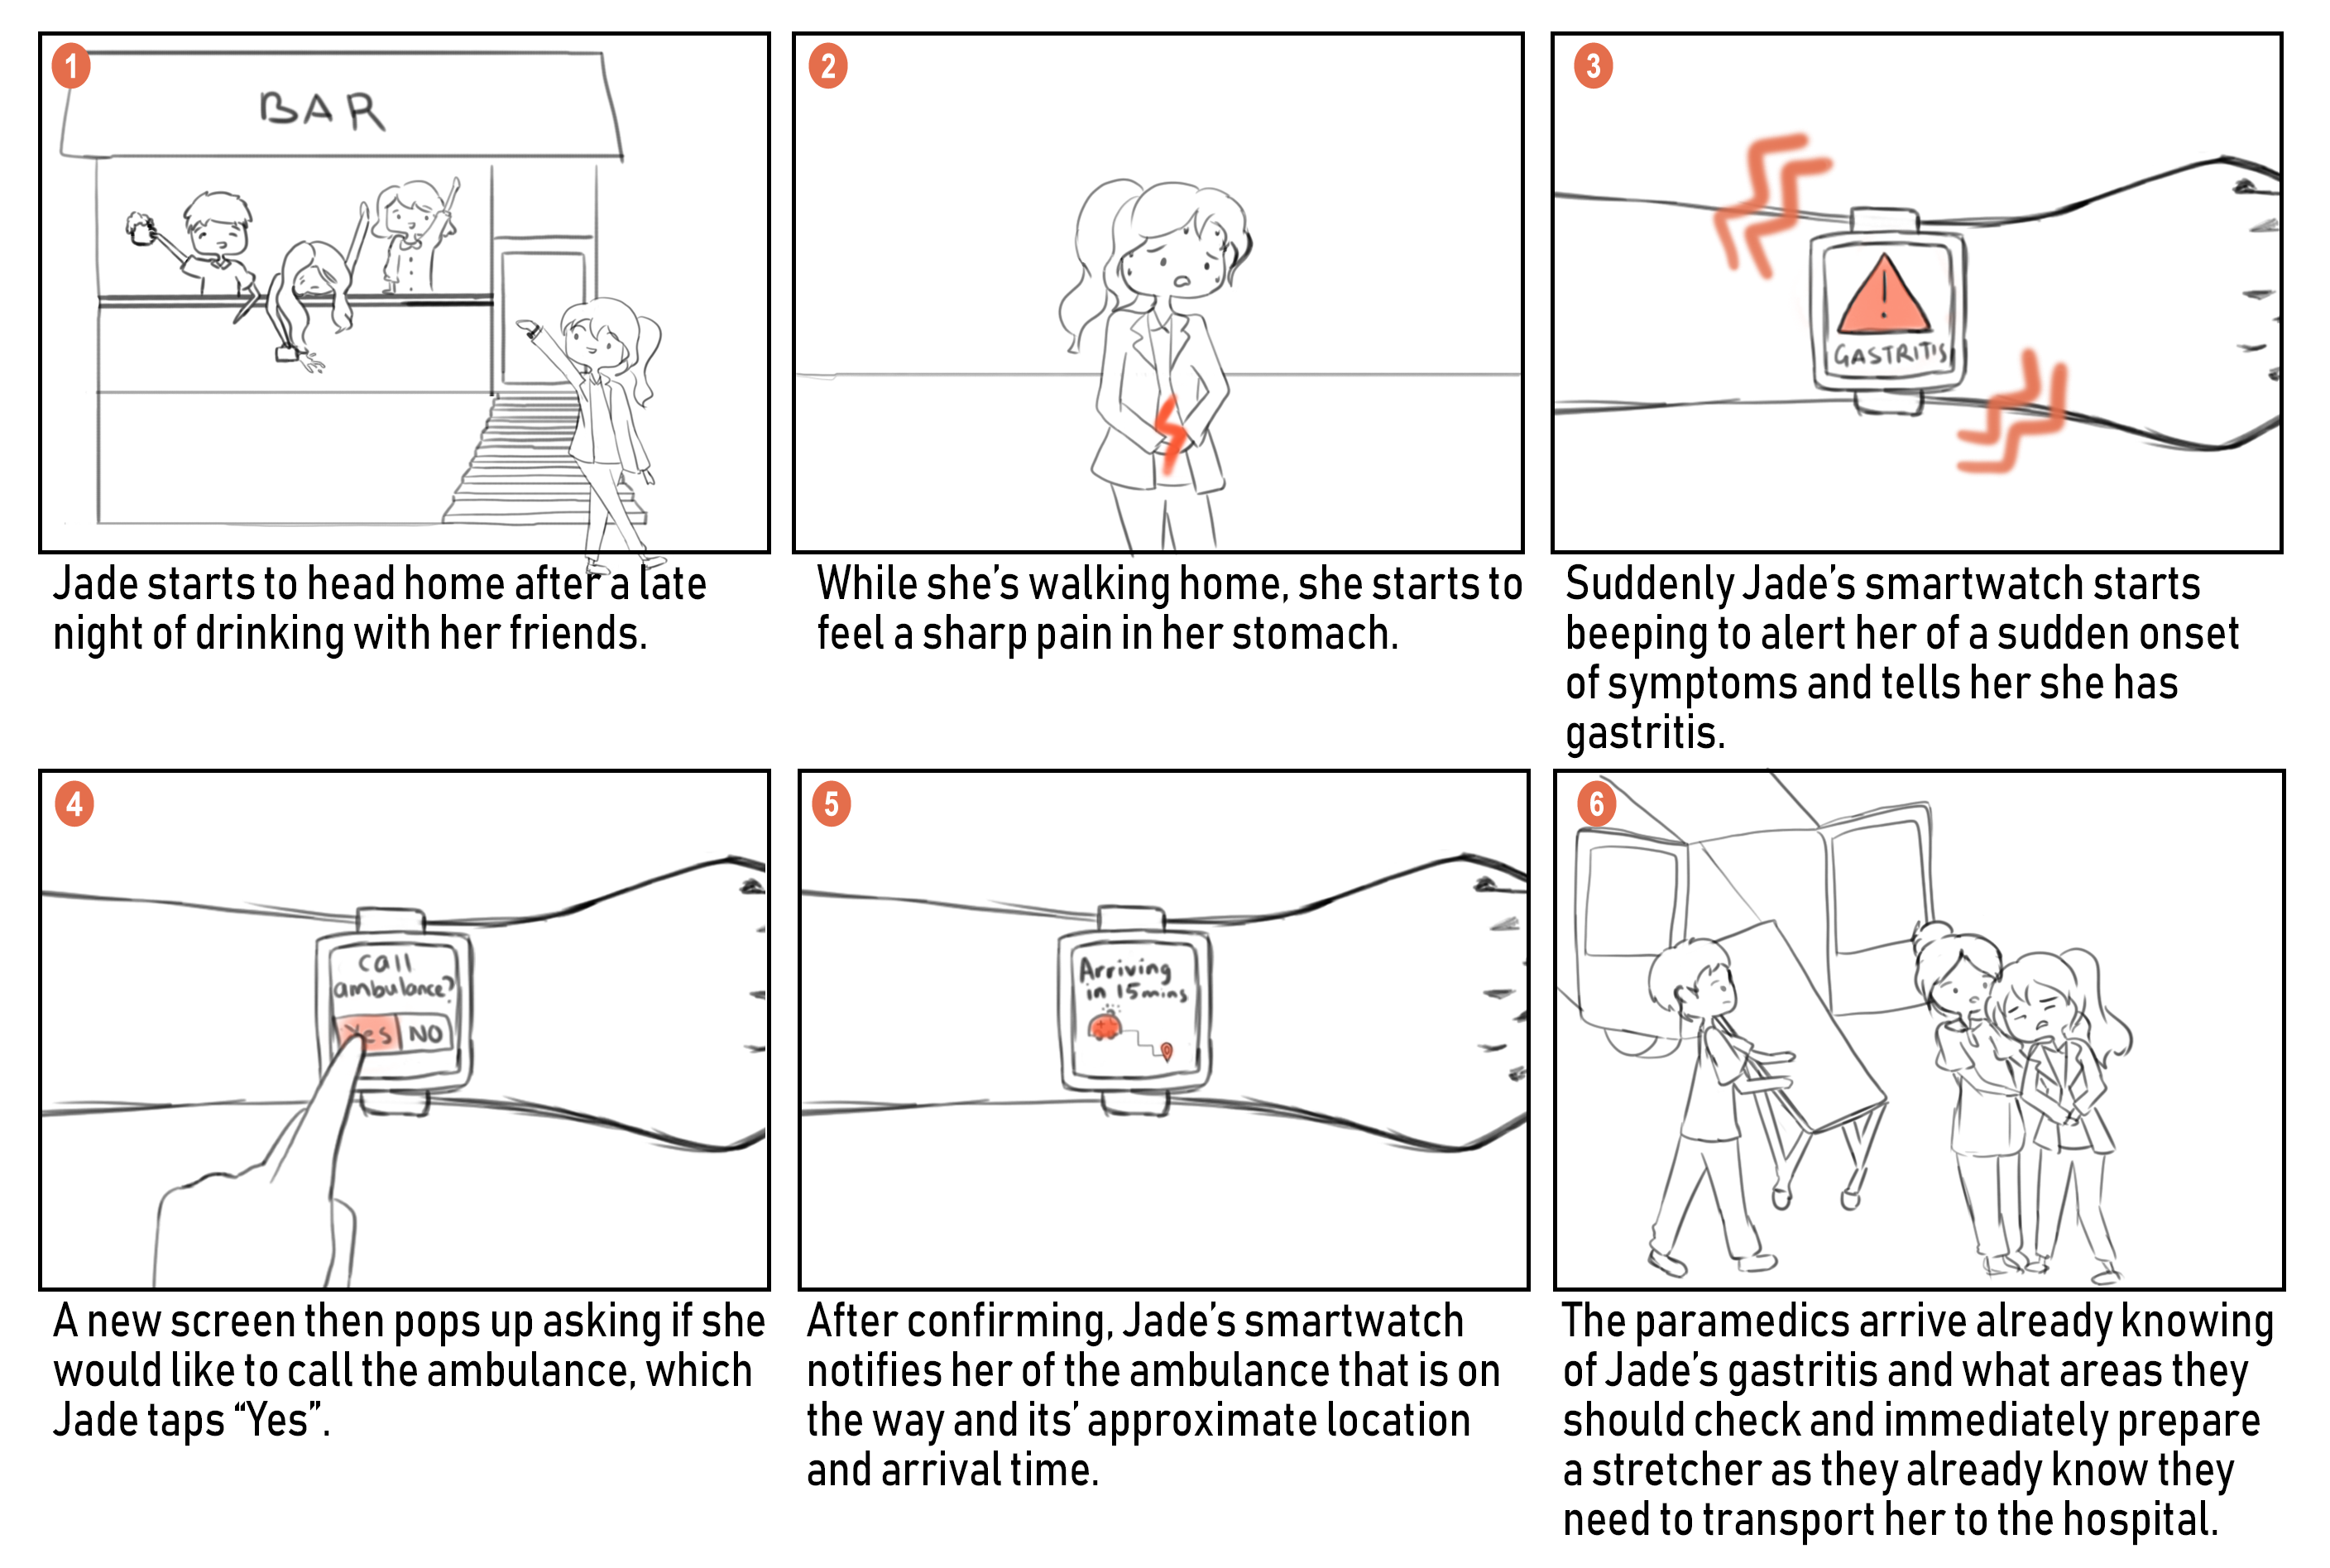 1
BAR
Jade starts to head home after a late
night of drinking with her friends.
2
While she's walking home, she starts to
feel a sharp pain in her stomach.
3
GASTRITIS
Suddenly Jade's smartwatch starts
beeping to alert her of a sudden onset
of symptoms and tells her she has
gastritis.
4
call
ambulance?
Yes NO
A new screen then pops up asking if she
would like to call the ambulance, which
Jade taps “Yes”.
5
Arriving
in 15mins
After confirming, Jade's smartwatch
notifies her of the ambulance that is on
the way and its' approximate location
and arrival time.
6
The paramedics arrive already knowing
of Jade's gastritis and what areas they
should check and immediately prepare
a stretcher as they already know they
need to transport her to the hospital.